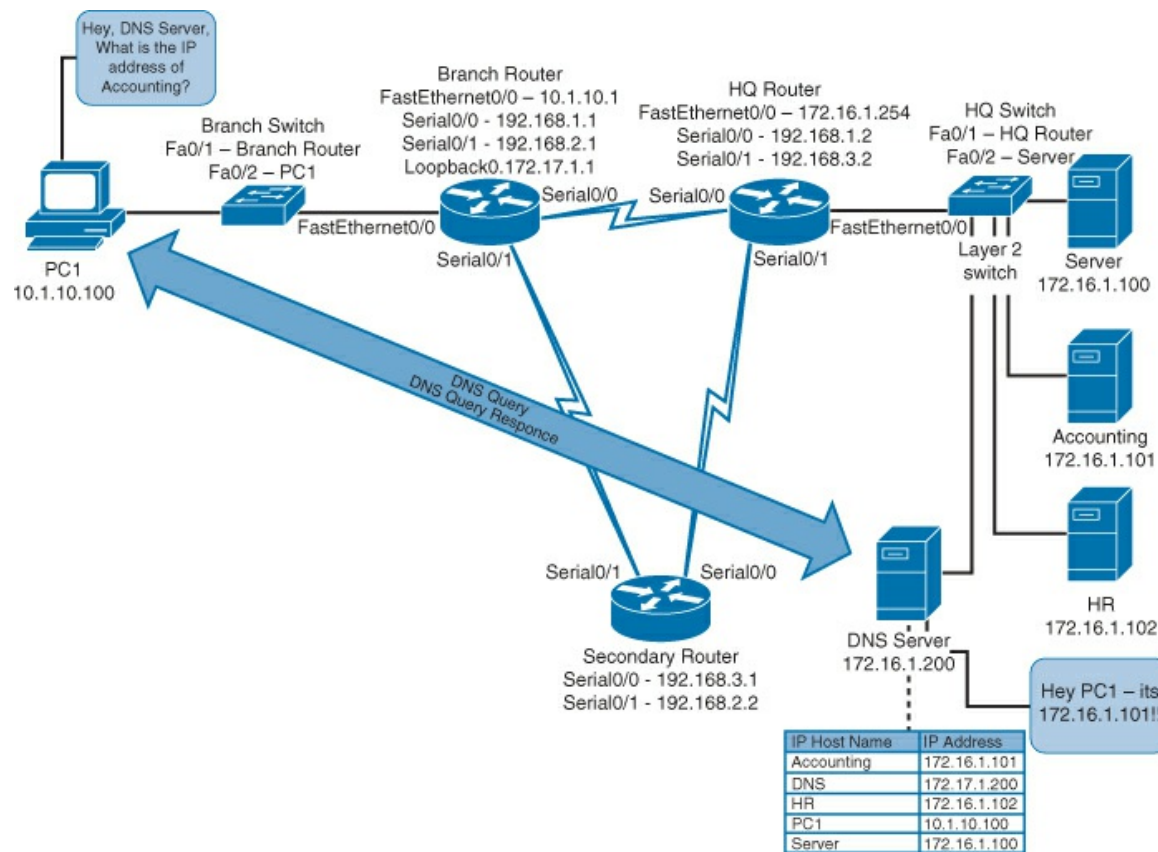 Hey, DNS Server,
What is the IP
address of
Accounting?
Branch Switch
Fa0/1 – Branch Router
Fa0/2 – PC1
Branch Router
FastEthernet0/0 – 10.1.10.1
Serial0/0 - 192.168.1.1
Serial0/1 - 192.168.2.1
Loopback0.172.17.1.1
HQ Router
FastEthernet0/0 – 172.16.1.254
Serial0/0 - 192.168.1.2
Serial0/1 - 192.168.3.2
HQ Switch
Fa0/1 – HQ Router
Fa0/2 – Server
Serial0/0
Serial0/0
FastEthernet0/0
FastEthernet0/0
Serial0/1
Serial0/1
Layer 2
switch
PC1
10.1.10.100
Server
172.16.1.100
DNS Query
DNS Query Responce
Accounting
172.16.1.101
Serial0/1
Serial0/0
HR
172.16.1.102
DNS Server
172.16.1.200
Secondary Router
Serial0/0 - 192.168.3.1
Serial0/1 - 192.168.2.2
Hey PC1 – its
172.16.1.101!!
IP Host Name IP Address
Accounting 172.16.1.101
DNS 172.17.1.200
HR 172.16.1.102
PC1 10.1.10.100
Server 172.16.1.100